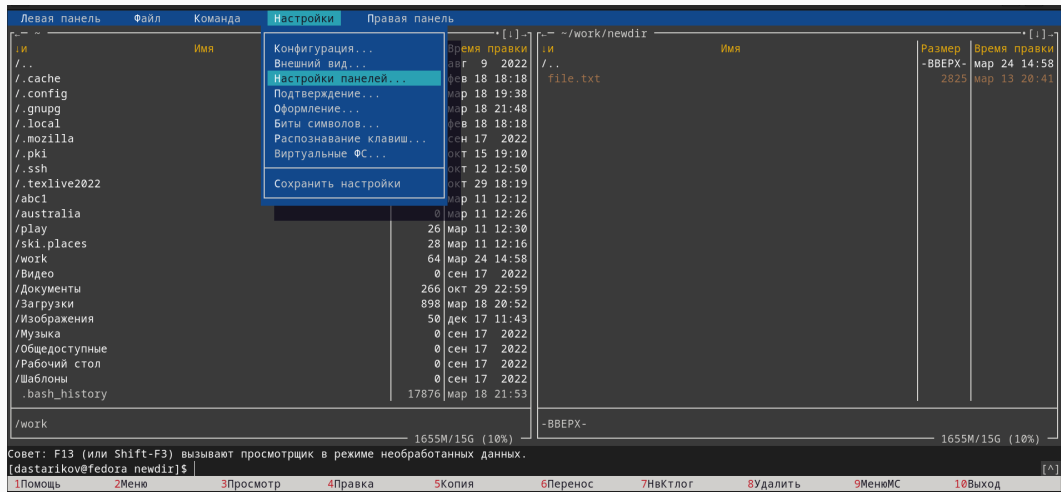 Левая панель Файл Команда Настройки Правая панель
← ~ •[↓]→ ← ~/work/newdir •[↓]→
↓и Имя Время правки ↓и Имя Размер Время правки
/.. Конфигурация... авг 9 2022 /.. -ВВЕРХ- мар 24 14:58
/.cache Внешний вид... фев 18 18:18 file.txt 2825 мар 13 20:41
/.config Настройки панелей... мар 18 19:38
/.gnupg Подтверждение... мар 18 21:48
/.local Оформление... фев 18 18:18
/.mozilla Биты символов... сен 17 2022
/.pki Распознавание клавиш... окт 15 19:10
/.ssh Виртуальные ФС... окт 12 12:50
/.texlive2022 Сохранить настройки окт 29 18:19
/abc1 мар 11 12:12
/australia 0 мар 11 12:26
/play 26 мар 11 12:30
/ski.places 28 мар 11 12:16
/work 64 мар 24 14:58
/Видео 0 сен 17 2022
/Документы 266 окт 29 22:59
/Загрузки 898 мар 18 20:52
/Изображения 50 дек 17 11:43
/Музыка 0 сен 17 2022
/Общедоступные 0 сен 17 2022
/Рабочий стол 0 сен 17 2022
/Шаблоны 0 сен 17 2022
.bash_history 17876 мар 18 21:53
/work -ВВЕРХ-
1655M/15G (10%) 1655M/15G (10%)
Совет: F13 (или Shift-F3) вызывают просмотрщик в режиме необработанных данных.
[dastarikov@fedora newdir]$ [^]
1Помощь 2Меню 3Просмотр 4Правка 5Копия 6Перенос 7НвКтлог 8Удалить 9МенюМС 10Выход